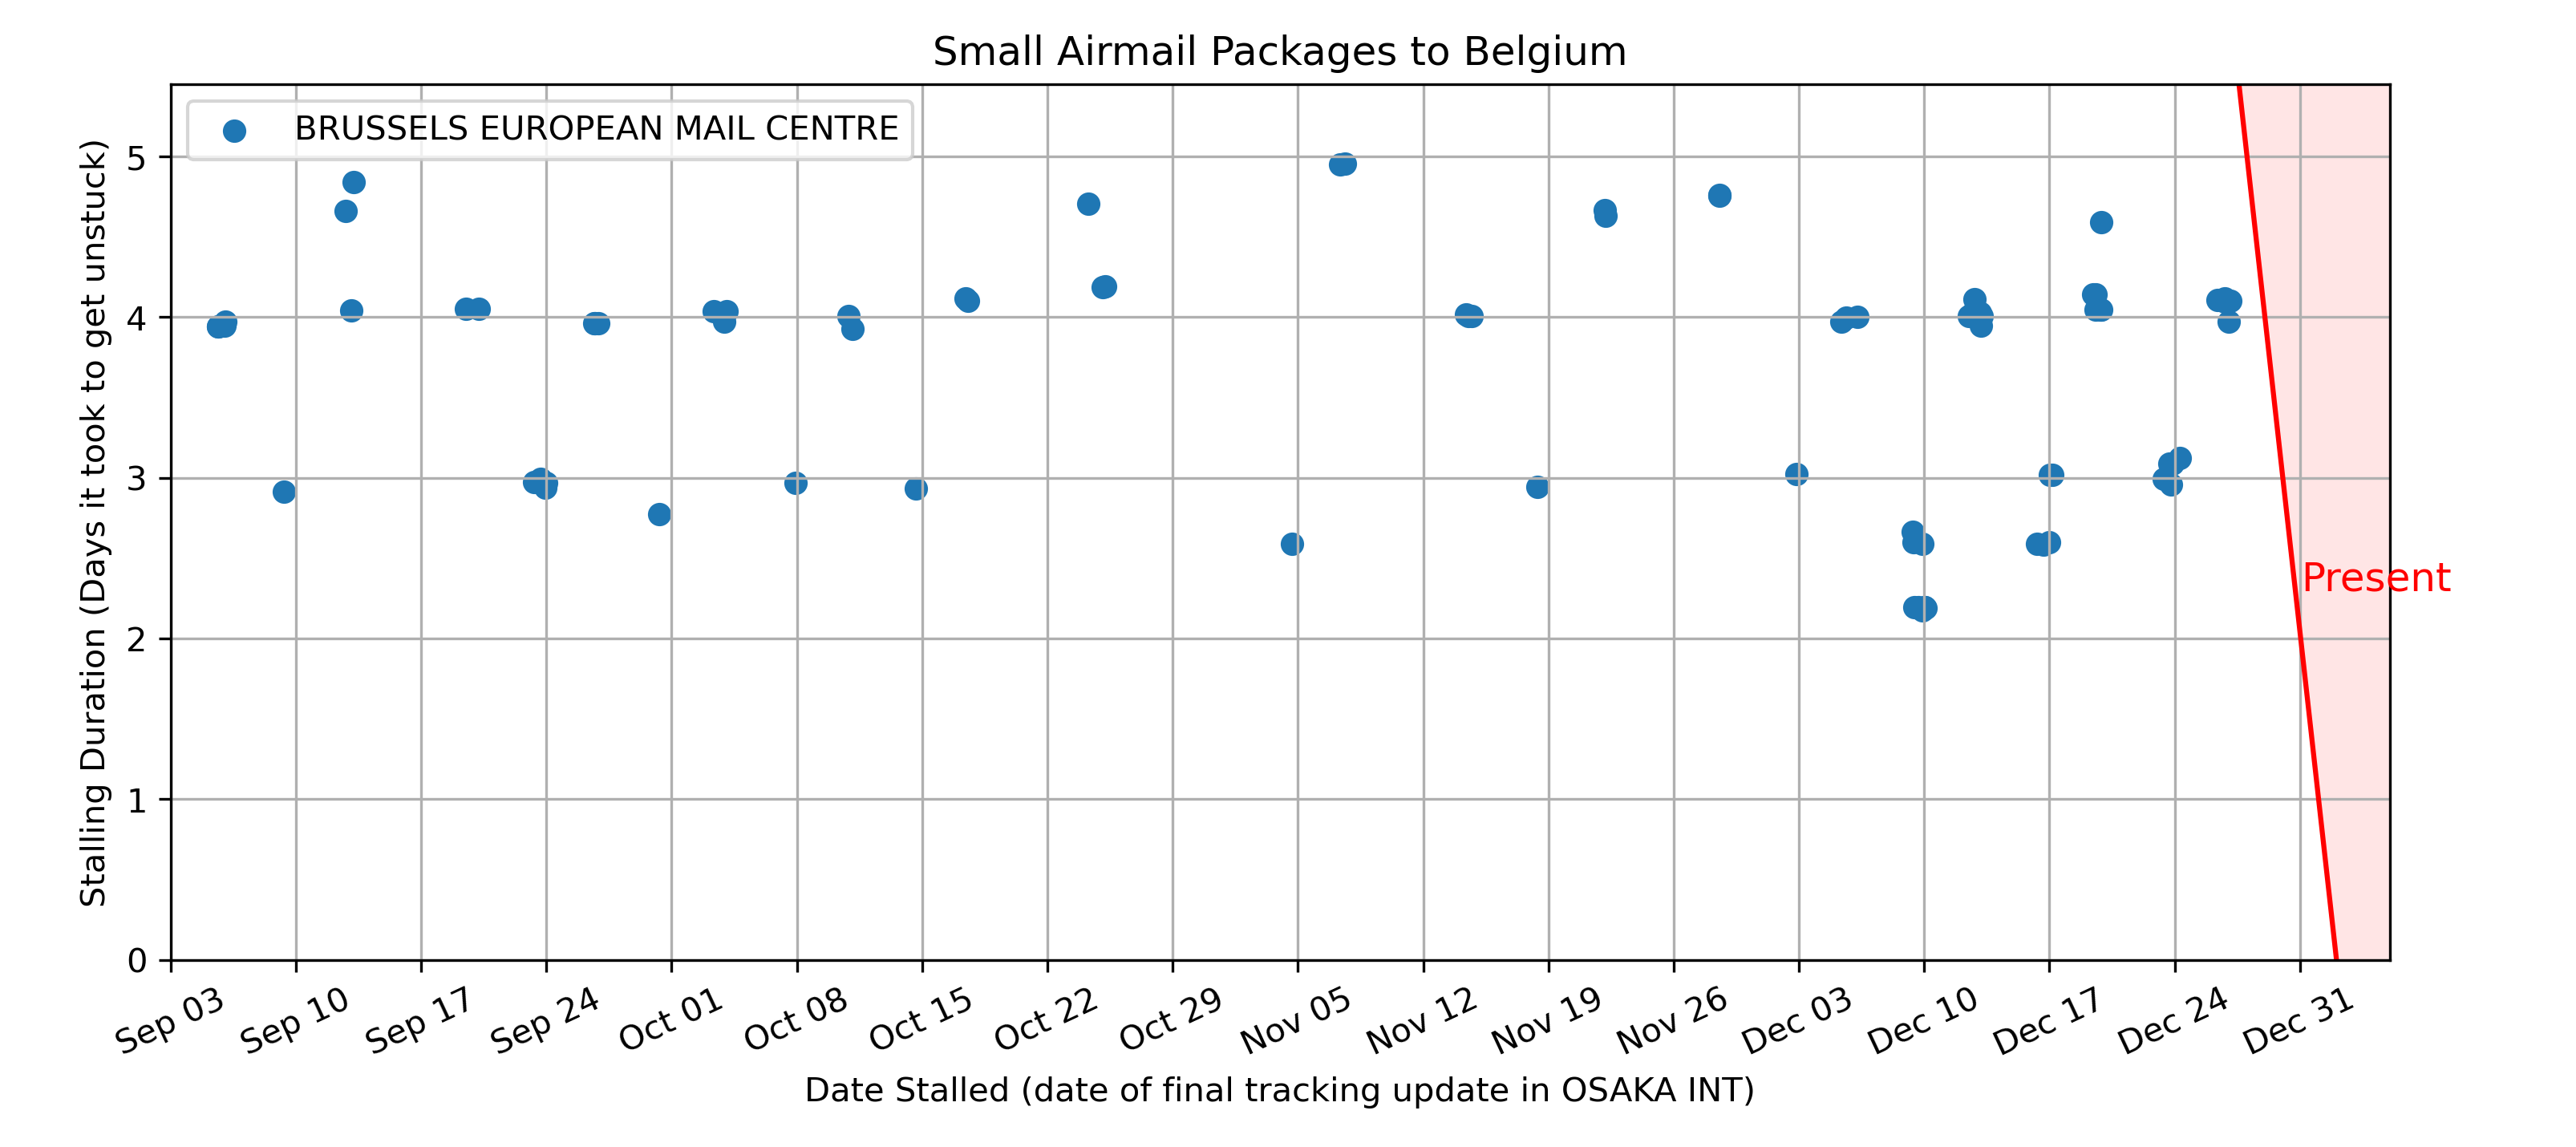 Small Airmail Packages to Belgium
BRUSSELS EUROPEAN MAIL CENTRE
Stalling Duration (Days it took to get unstuck)
5
4
3
2
1
0
Present
Sep 03
Sep 10
Sep 17
Sep 24
Oct 01
Oct 08
Oct 15
Oct 22
Oct 29
Nov 05
Nov 12
Nov 19
Nov 26
Dec 03
Dec 10
Dec 17
Dec 24
Dec 31
Date Stalled (date of final tracking update in OSAKA INT)